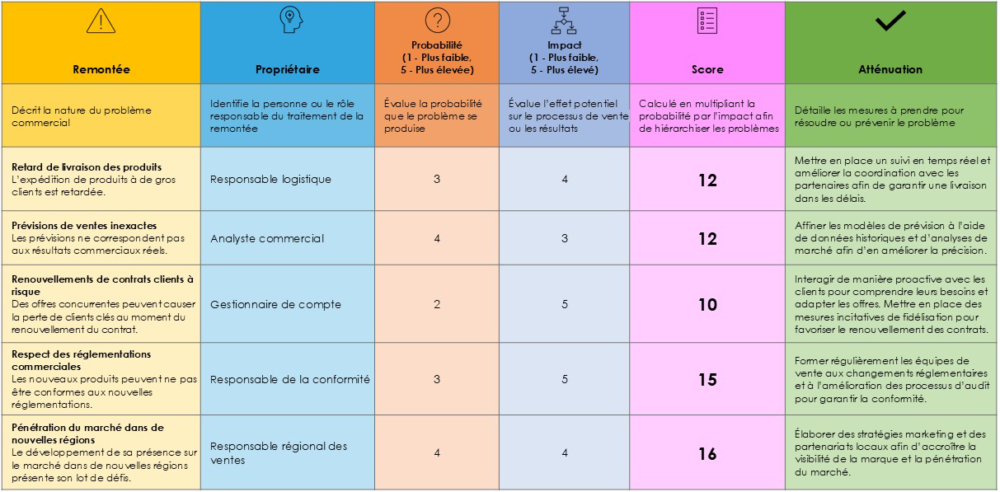 Remontée
Propriétaire
Probabilité
(1 - Plus faible,
5 - Plus élevée)
Impact
(1 - Plus faible,
5 - Plus élevé)
Score
Atténuation
Décrit la nature du problème
commercial
Identifie la personne ou le rôle
responsable du traitement de la
remontée
Évalue la probabilité
que le problème se
produise
Évalue l'effet potentiel
sur le processus de vente
ou les résultats
Calculé en multipliant la
probabilité par l'impact afin
de hiérarchiser les problèmes
Détaille les mesures à prendre pour
résoudre ou prévenir le problème
Retard de livraison des produits
L'expédition de produits à de gros
clients est retardée.
Responsable logistique
3
4
12
Mettre en place un suivi en temps réel et
améliorer la coordination avec les
partenaires afin de garantir une livraison
dans les délais.
Prévisions de ventes inexactes
Les prévisions ne correspondent pas
aux résultats commerciaux réels.
Analyste commercial
4
3
12
Affiner les modèles de prévision à l'aide
de données historiques et d'analyses de
marché afin d'en améliorer la précision.
Renouvellements de contrats clients à
risque
Des offres concurrentes peuvent causer
la perte de clients clés au moment du
renouvellement du contrat.
Gestionnaire de compte
2
5
10
Interagir de manière proactive avec les
clients pour comprendre leurs besoins et
adapter les offres. Mettre en place des
mesures incitatives de fidélisation pour
favoriser le renouvellement des contrats.
Respect des réglementations
commerciales
Les nouveaux produits peuvent ne pas
être conformes aux nouvelles
réglementations.
Responsable de la conformité
3
5
15
Former régulièrement les équipes de
vente aux changements réglementaires
et à l'amélioration des processus d'audit
pour garantir la conformité.
Pénétration du marché dans de
nouvelles régions
Le développement de sa présence sur
le marché dans de nouvelles régions
présente son lot de défis.
Responsable régional des
ventes
4
4
16
Élaborer des stratégies marketing et des
partenariats locaux afin d'accroître la
visibilité de la marque et la pénétration
du marché.